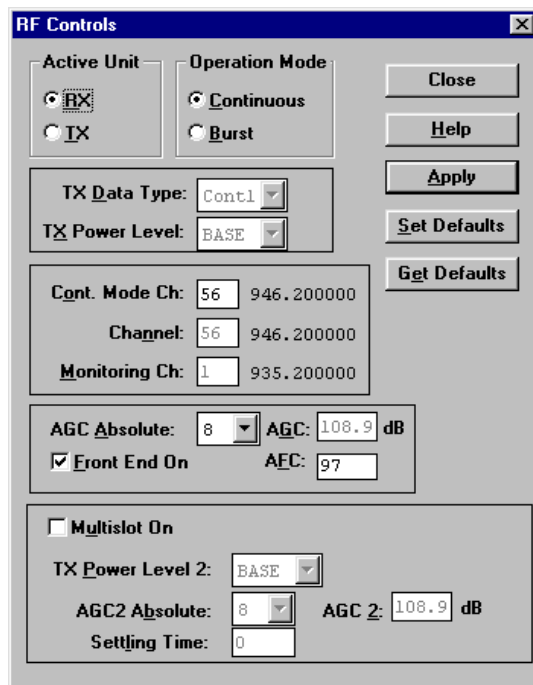 RF Controls
Active Unit
RX
TX
Operation Mode
Continuous
Burst
Close
Help
Apply
Set Defaults
Get Defaults
TX Data Type: Cont1
TX Power Level: BASE
Cont. Mode Ch: 56 946.200000
Channel: 56 946.200000
Monitoring Ch: 1 935.200000
AGC Absolute: 8 AGC: 108.9 dB
Front End On AFC: 97
Multislot On
TX Power Level 2: BASE
AGC2 Absolute: 8 AGC 2: 108.9 dB
Settling Time: 0